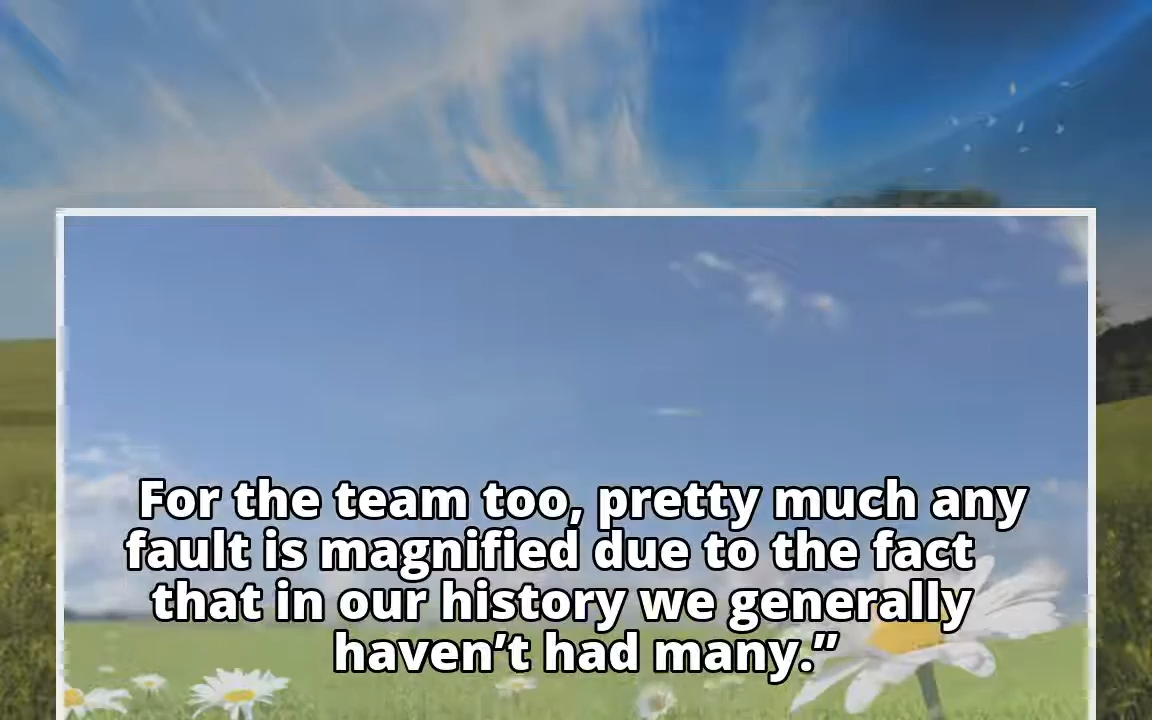 For the team too, pretty much any
fault is magnified due to the fact
that in our history we generally
haven’t had many.”